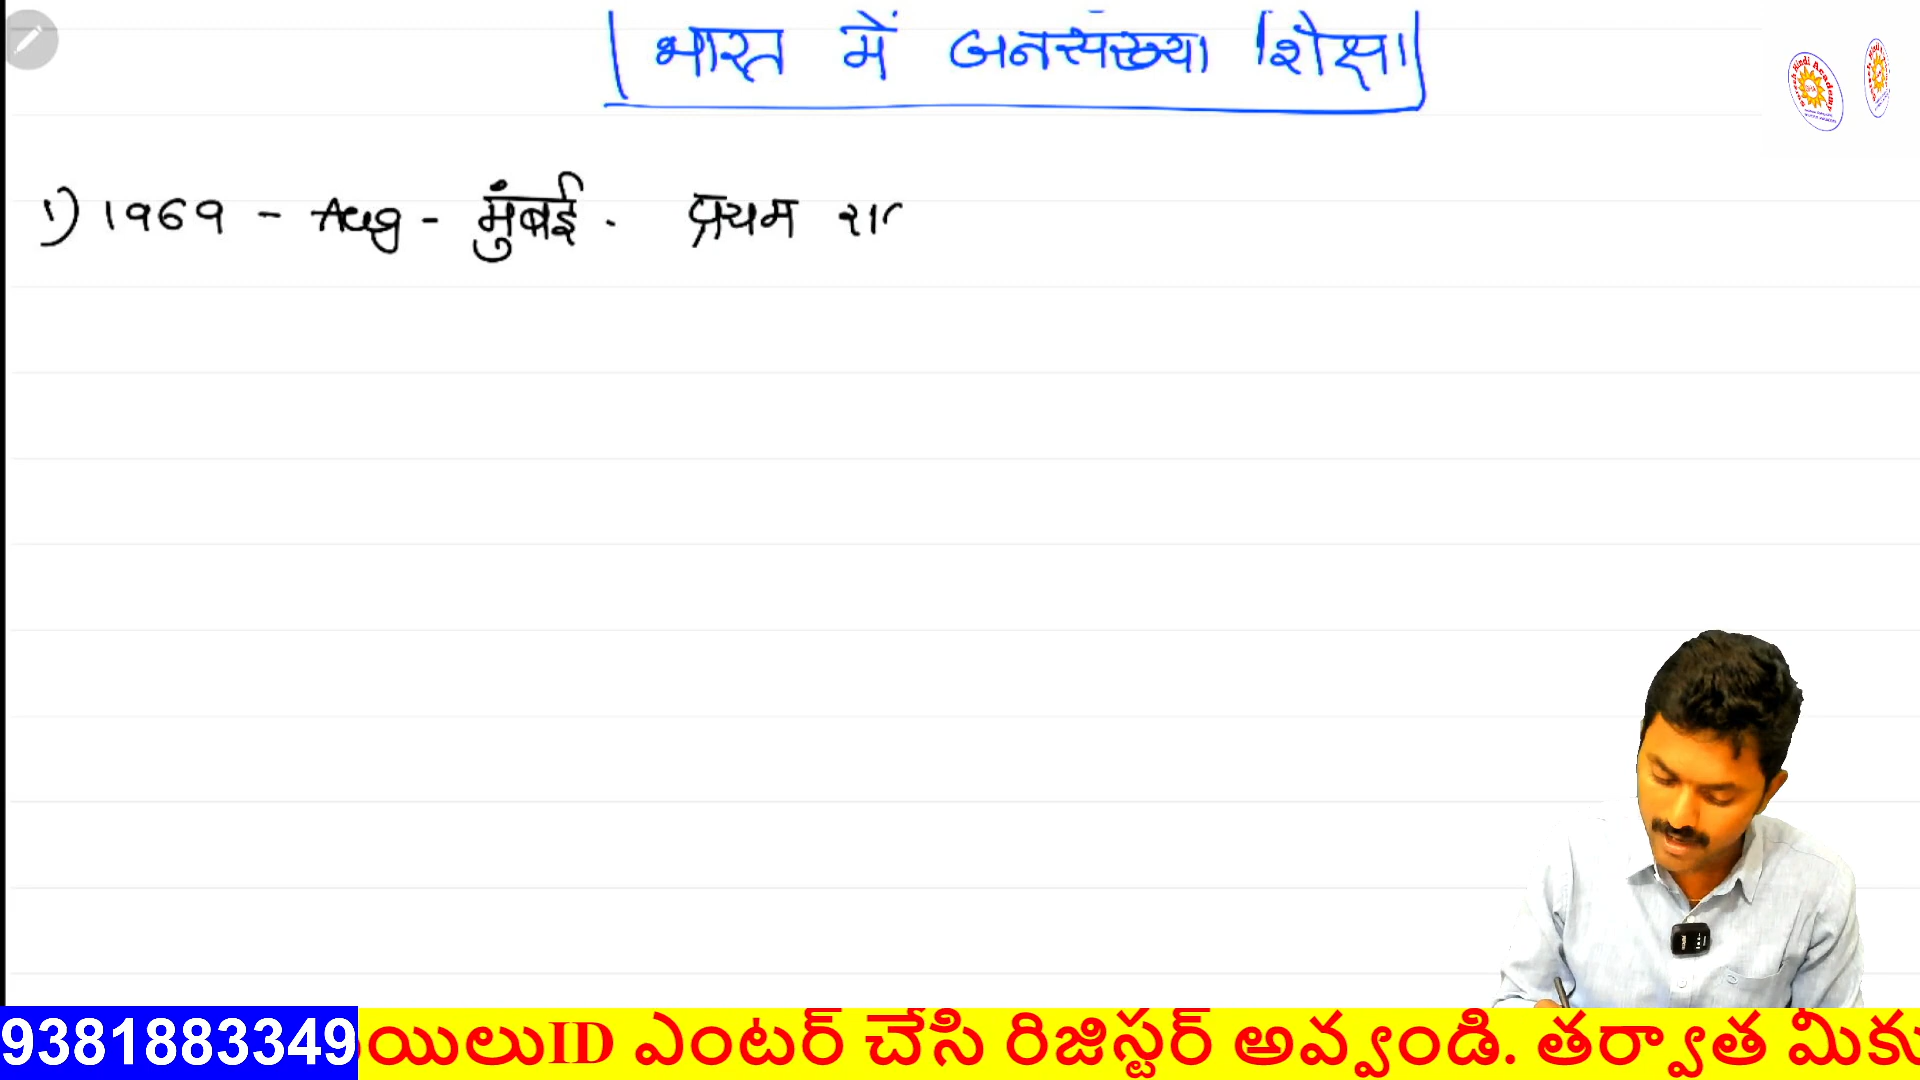 भारत में जनसंख्या शिक्षा
1) 1969 - Aug - मुंबई . प्रथम रा
9381883349 యిలుID ఎంటర్ చేసి రిజిస్టర్ అవ్వండి. తర్వాత మీకు